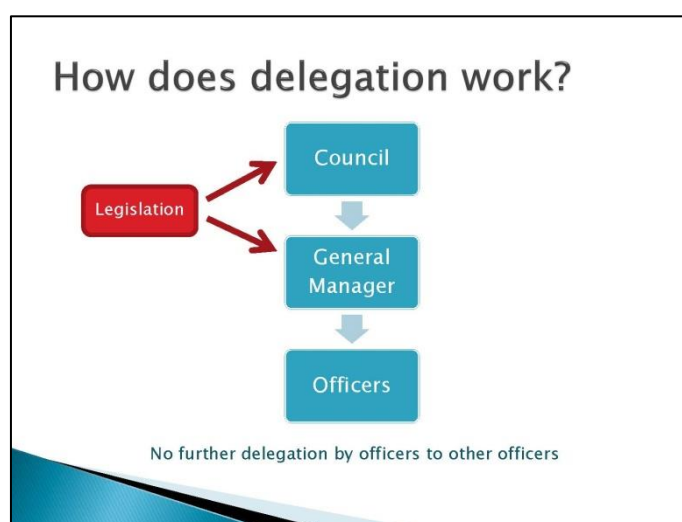 How does delegation work?
Council
Legislation
General
Manager
Officers
No further delegation by officers to other officers